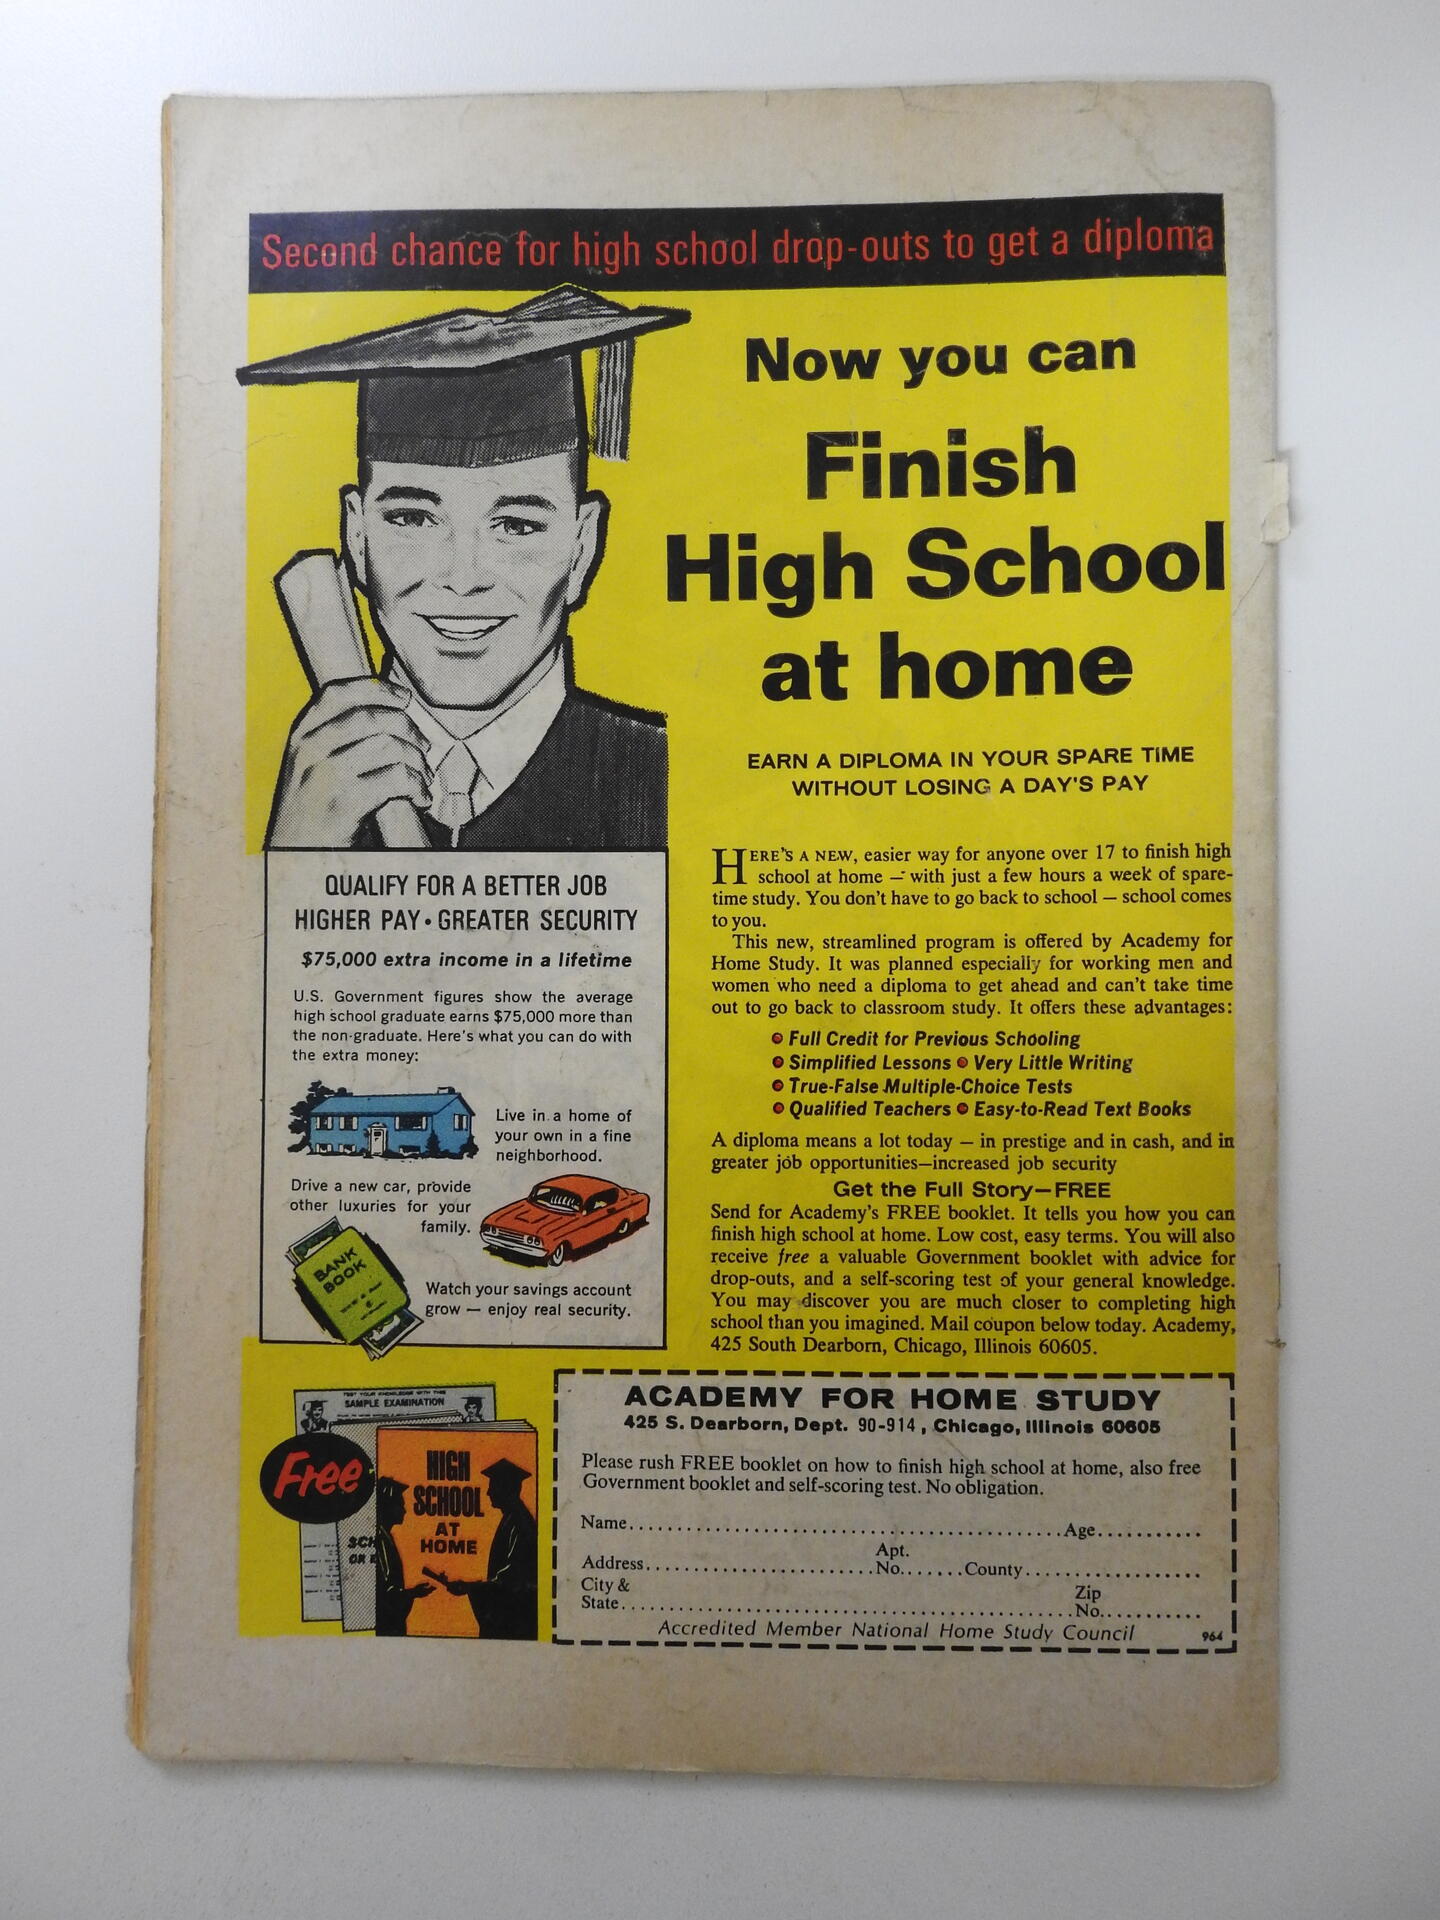 Second chance for high school drop-outs to get a diploma
Now you can
Finish
High School
at home
EARN A DIPLOMA IN YOUR SPARE TIME
WITHOUT LOSING A DAY'S PAY
HERE'S A NEW, easier way for anyone over 17 to finish high
school at home — with just a few hours a week of spare-
time study. You don't have to go back to school — school comes
to you.
This new, streamlined program is offered by Academy for
Home Study. It was planned especially for working men and
women who need a diploma to get ahead and can't take time
out to go back to classroom study. It offers these advantages:
• Full Credit for Previous Schooling
• Simplified Lessons • Very Little Writing
• True-False Multiple-Choice Tests
• Qualified Teachers • Easy-to-Read Text Books
A diploma means a lot today — in prestige and in cash, and in
greater job opportunities—increased job security
Get the Full Story—FREE
Send for Academy's FREE booklet. It tells you how you can
finish high school at home. Low cost, easy terms. You will also
receive free a valuable Government booklet with advice for
drop-outs, and a self-scoring test of your general knowledge.
You may discover you are much closer to completing high
school than you imagined. Mail coupon below today. Academy,
425 South Dearborn, Chicago, Illinois 60605.
QUALIFY FOR A BETTER JOB
HIGHER PAY • GREATER SECURITY
$75,000 extra income in a lifetime
U.S. Government figures show the average
high school graduate earns $75,000 more than
the non-graduate. Here's what you can do with
the extra money:
Live in a home of
your own in a fine
neighborhood.
Drive a new car, provide
other luxuries for your
family.
BANK
BOOK
Watch your savings account
grow — enjoy real security.
TEST YOUR KNOWLEDGE WITH THIS
SAMPLE EXAMINATION
Free
HIGH
SCHOOL
AT
HOME
SCH
OR
ACADEMY FOR HOME STUDY
425 S. Dearborn, Dept. 90-914, Chicago, Illinois 60605
Please rush FREE booklet on how to finish high school at home, also free
Government booklet and self-scoring test. No obligation.
Name............................................Age...........
Apt.
Address........................No.......County..................
City &
Zip
State..............................................No...........
Accredited Member National Home Study Council 964